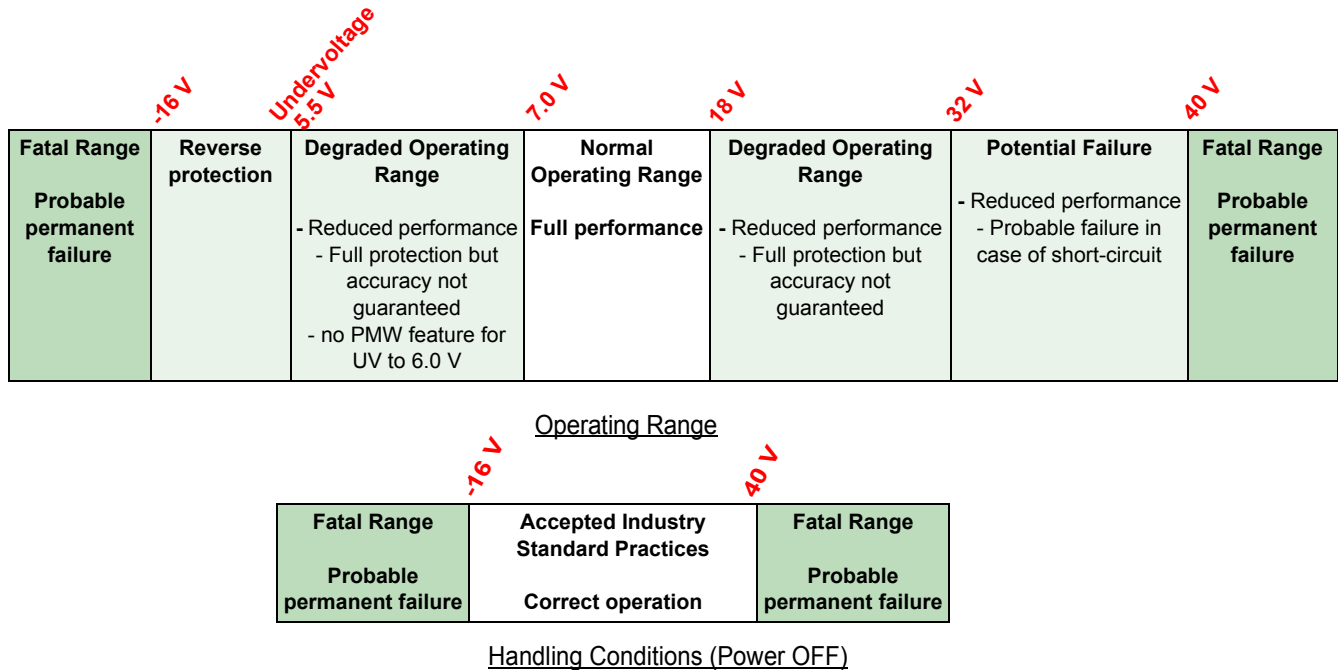 -16 V
Undervoltage
5.5 V
7.0 V
18 V
32 V
40 V
Fatal Range
Probable
permanent
failure
Reverse
protection
Degraded Operating
Range
- Reduced performance
- Full protection but
accuracy not
guaranteed
- no PMW feature for
UV to 6.0 V
Normal
Operating Range
Full performance
Degraded Operating
Range
- Reduced performance
- Full protection but
accuracy not
guaranteed
Potential Failure
- Reduced performance
- Probable failure in
case of short-circuit
Fatal Range
Probable
permanent
failure
Operating Range
-16 V
40 V
Fatal Range
Probable
permanent failure
Accepted Industry
Standard Practices
Correct operation
Fatal Range
Probable
permanent failure
Handling Conditions (Power OFF)